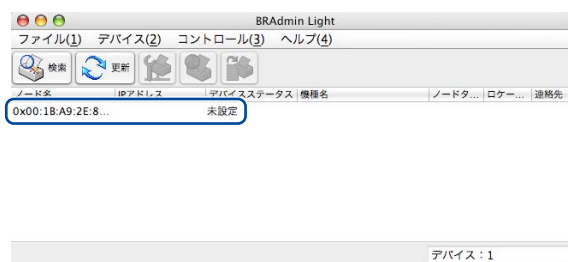 BRAdmin Light
ファイル(1) デバイス(2) コントロール(3) ヘルプ(4)
検索 更新
ノード名 IPアドレス デバイスステータス 機種名 ノードタ... ロケー... 連絡先
0x00:1B:A9:2E:8... 未設定
デバイス：1